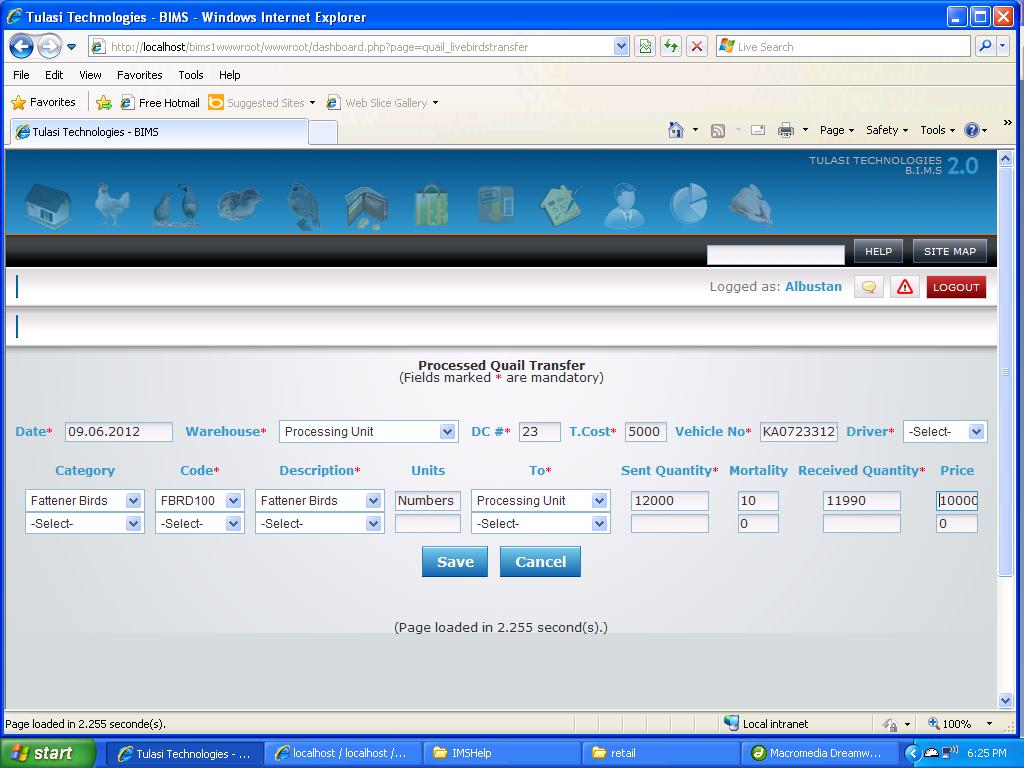 Tulasi Technologies - BIMS - Windows Internet Explorer
http://localhost/bims1wwwroot/wwwroot/dashboard.php?page=quail_livebirdstransfer Live Search
File Edit View Favorites Tools Help
Favorites Free Hotmail Suggested Sites Web Slice Gallery
Tulasi Technologies - BIMS Page Safety Tools »
TULASI TECHNOLOGIES 2.0
B.I.M.S
HELP SITE MAP
Logged as: Albustan LOGOUT
Processed Quail Transfer
(Fields marked * are mandatory)
Date* 09.06.2012 Warehouse* Processing Unit DC #* 23 T.Cost* 5000 Vehicle No* KA0723312 Driver* -Select-
Category Code* Description* Units To* Sent Quantity* Mortality Received Quantity* Price
Fattener Birds FBRD100 Fattener Birds Numbers Processing Unit 12000 10 11990 10000
-Select- -Select- -Select- -Select- 0 0
Save Cancel
(Page loaded in 2.255 second(s).)
Page loaded in 2.255 seconde(s). Local intranet 100%
start Tulasi Technologies - ... localhost / localhost /... IMSHelp retail Macromedia Dreamw... 6:25 PM